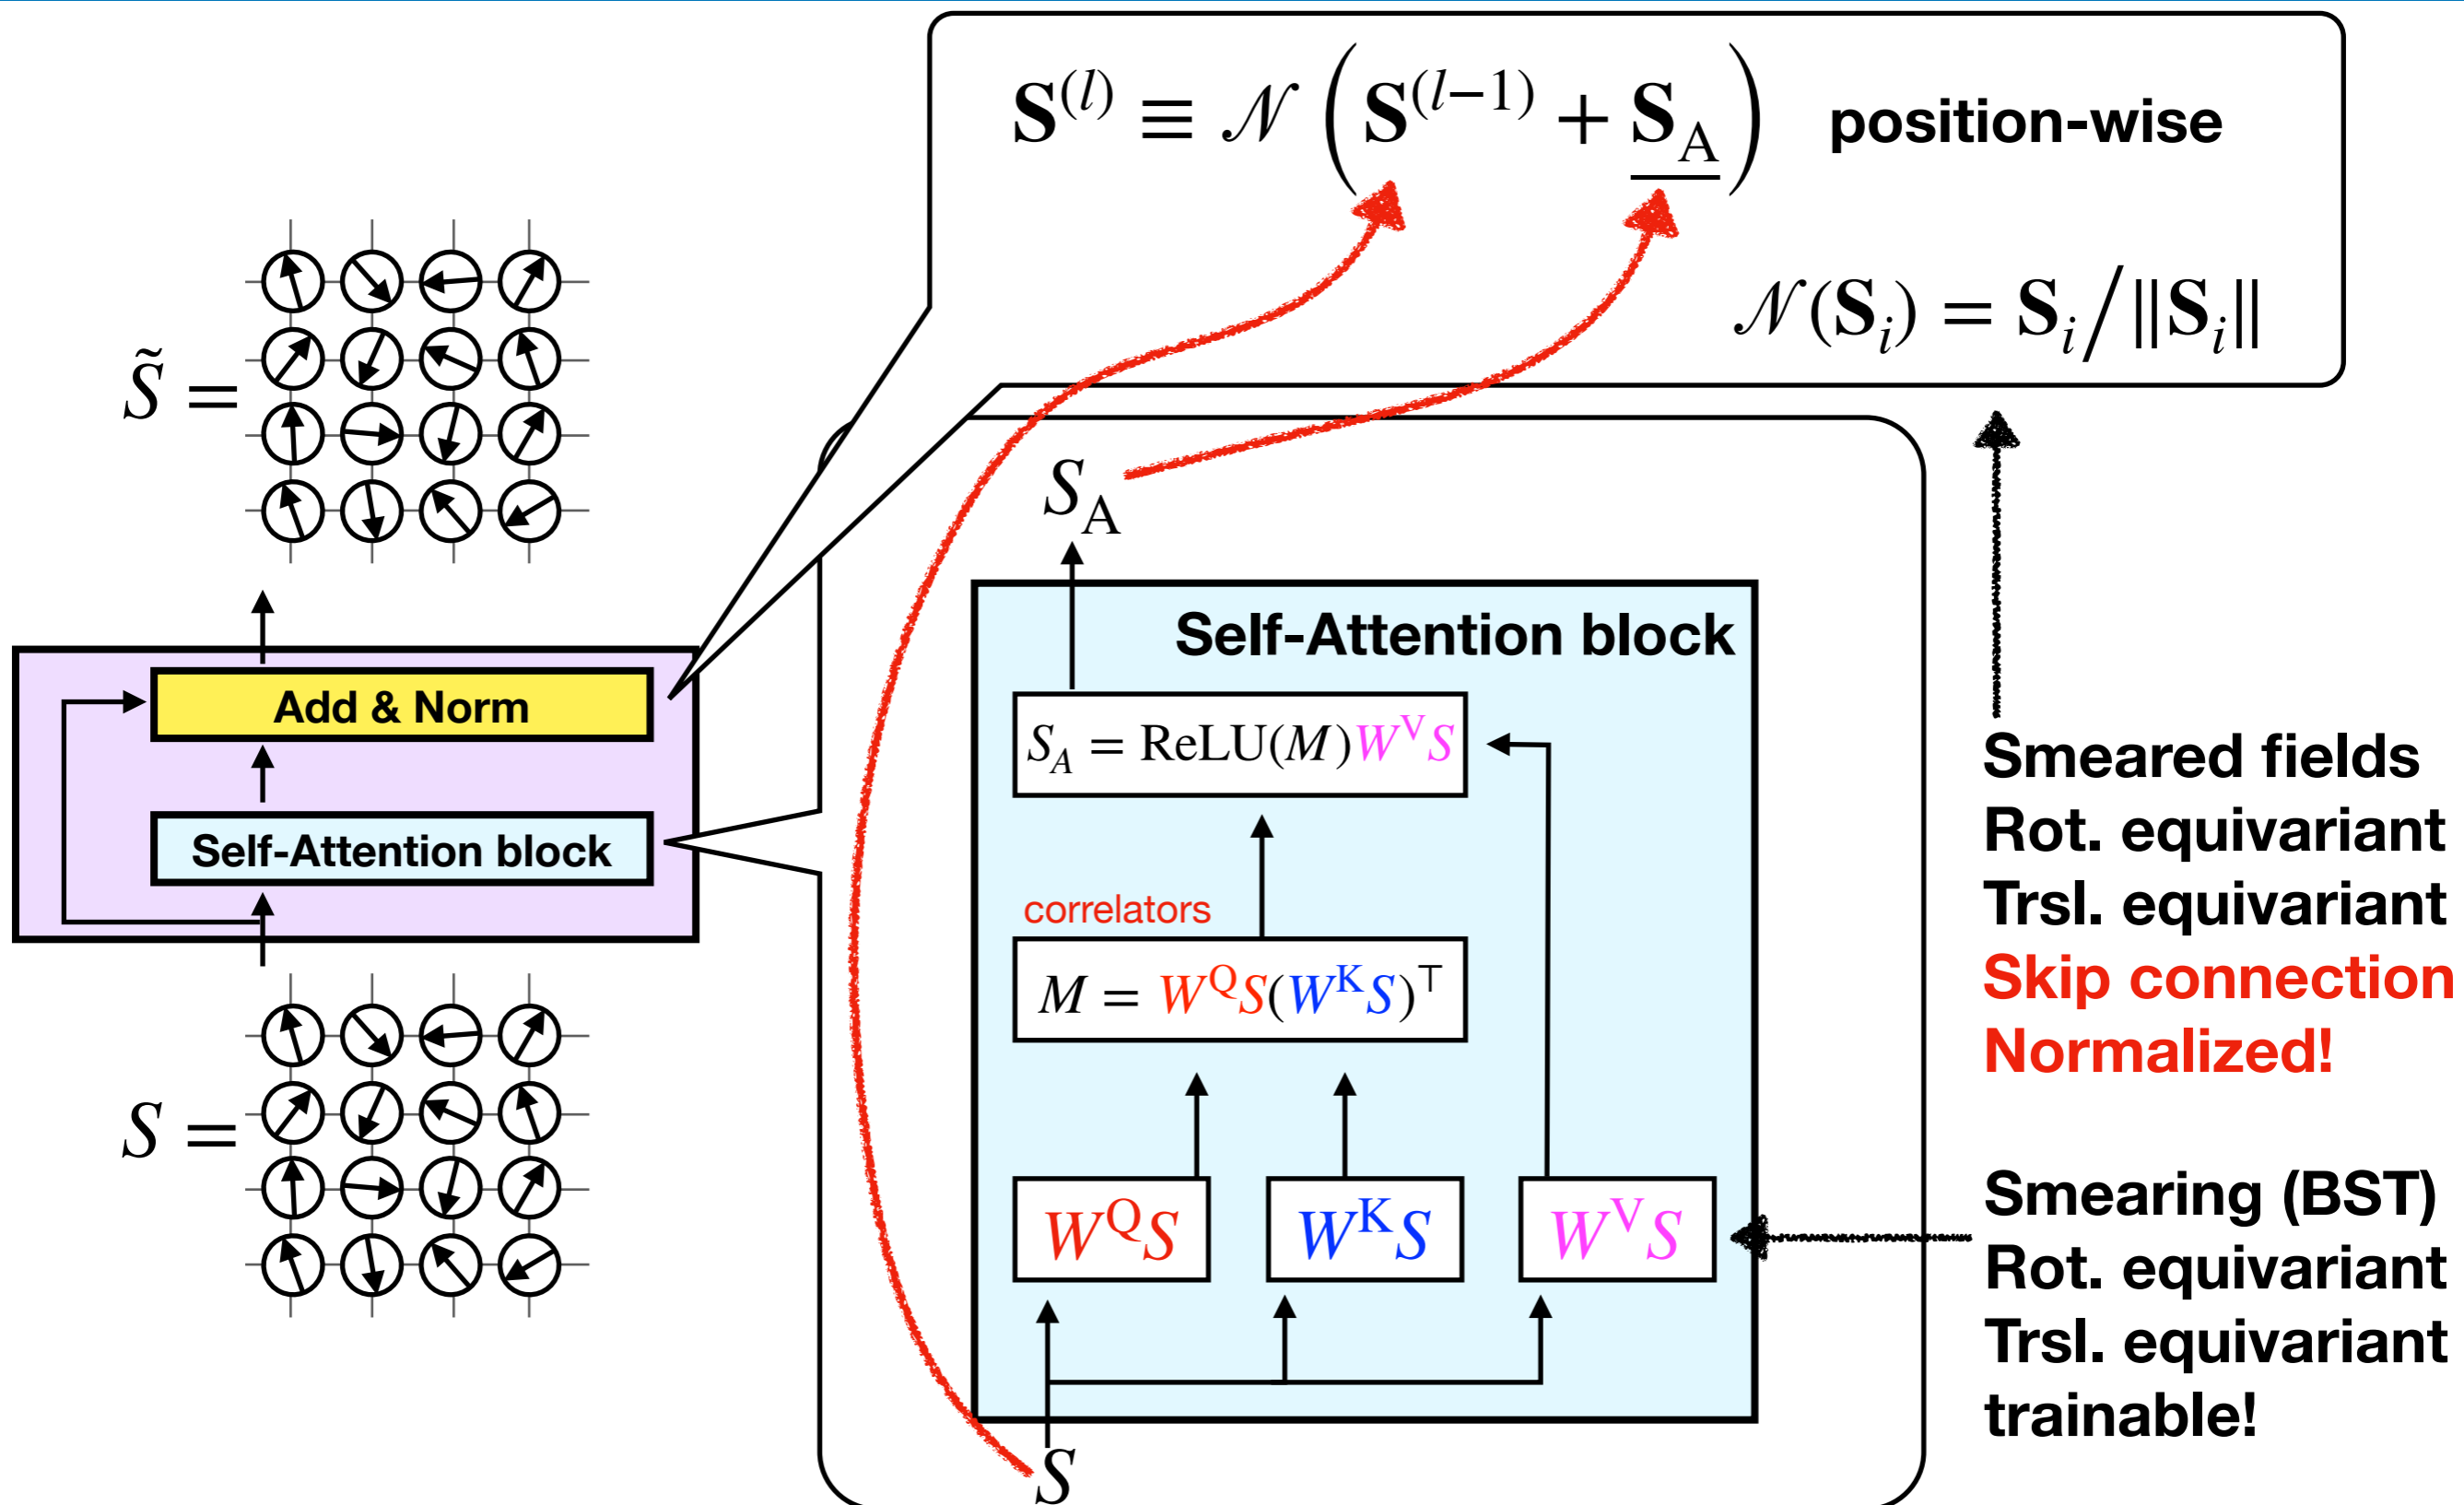 S^(l) ≡ 𝒩 (S^(l−1) + S_A) position-wise
𝒩(S_i) = S_i/‖S_i‖
S̃ =
Add & Norm
Self-Attention block
S =
S_A
Self-Attention block
S_A = ReLU(M)W^V S
correlators
M = W^Q S(W^K S)^⊤
W^Q S W^K S W^V S
S
Smeared fields
Rot. equivariant
Trsl. equivariant
Skip connection
Normalized!
Smearing (BST)
Rot. equivariant
Trsl. equivariant
trainable!